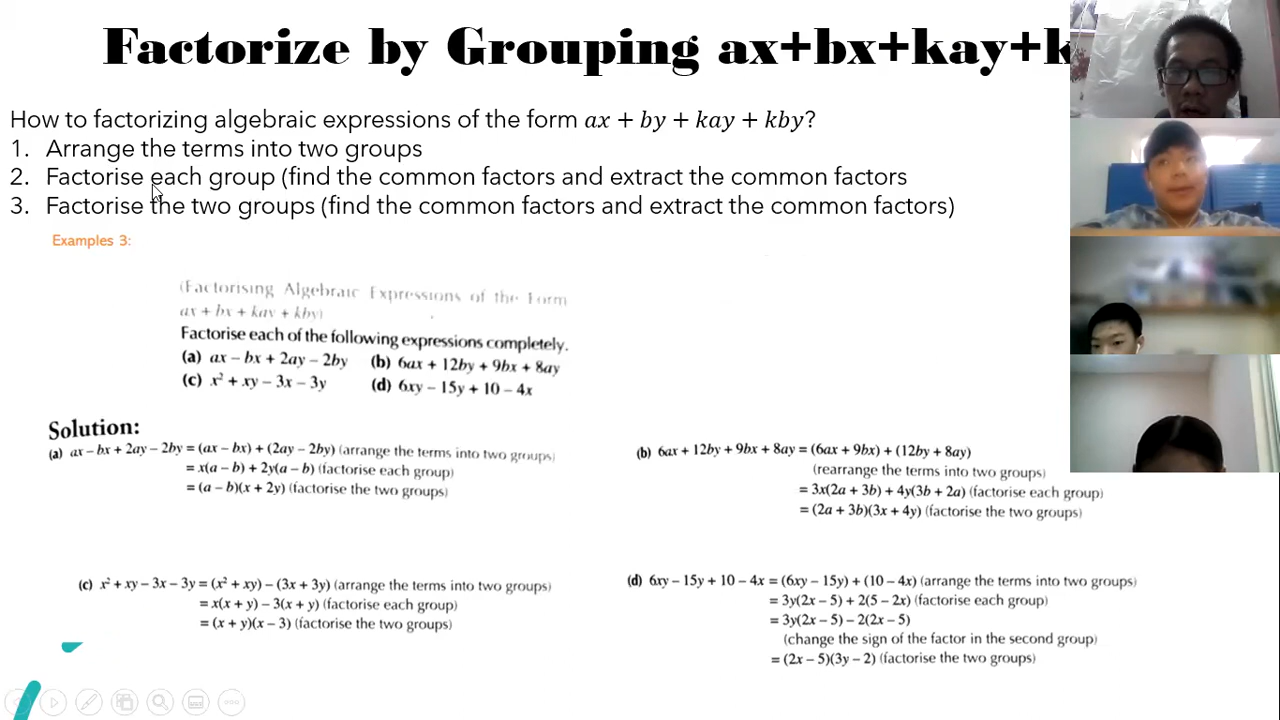 Factorize by Grouping ax+bx+kay+k
How to factorizing algebraic expressions of the form ax + by + kay + kby?
1. Arrange the terms into two groups
2. Factorise each group (find the common factors and extract the common factors
3. Factorise the two groups (find the common factors and extract the common factors)
Examples 3:
(Factorising Algebraic Expressions of the Form
ax + bx + kay + kby)
Factorise each of the following expressions completely.
(a) ax – bx + 2ay – 2by (b) 6ax + 12by + 9bx + 8ay
(c) x² + xy – 3x – 3y (d) 6xy – 15y + 10 – 4x
Solution:
(a) ax – bx + 2ay – 2by = (ax – bx) + (2ay – 2by) (arrange the terms into two groups)
= x(a – b) + 2y(a – b) (factorise each group)
= (a – b)(x + 2y) (factorise the two groups)
(b) 6ax + 12by + 9bx + 8ay = (6ax + 9bx) + (12by + 8ay)
(rearrange the terms into two groups)
= 3x(2a + 3b) + 4y(3b + 2a) (factorise each group)
= (2a + 3b)(3x + 4y) (factorise the two groups)
(c) x² + xy – 3x – 3y = (x² + xy) – (3x + 3y) (arrange the terms into two groups)
= x(x + y) – 3(x + y) (factorise each group)
= (x + y)(x – 3) (factorise the two groups)
(d) 6xy – 15y + 10 – 4x = (6xy – 15y) + (10 – 4x) (arrange the terms into two groups)
= 3y(2x – 5) + 2(5 – 2x) (factorise each group)
= 3y(2x – 5) – 2(2x – 5)
(change the sign of the factor in the second group)
= (2x – 5)(3y – 2) (factorise the two groups)